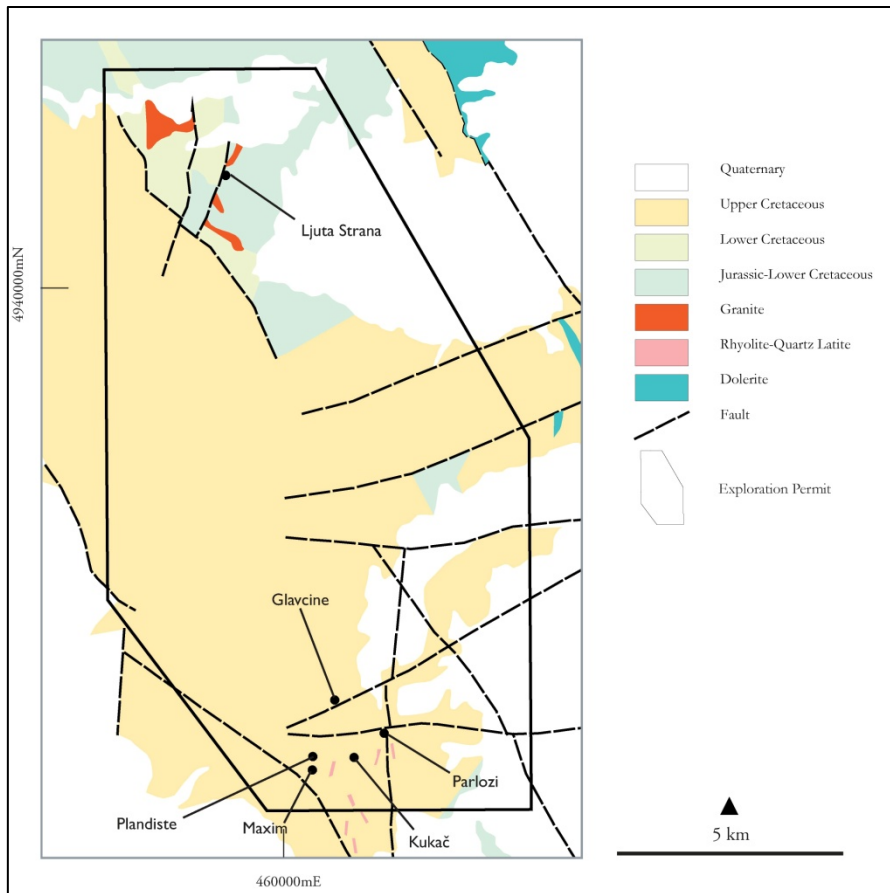 Ljuta Strana
4940000mN
Glavcine
Parlozi
Plandiste
Maxim
Kukač
460000mE
Quaternary
Upper Cretaceous
Lower Cretaceous
Jurassic-Lower Cretaceous
Granite
Rhyolite-Quartz Latite
Dolerite
Fault
Exploration Permit
5 km